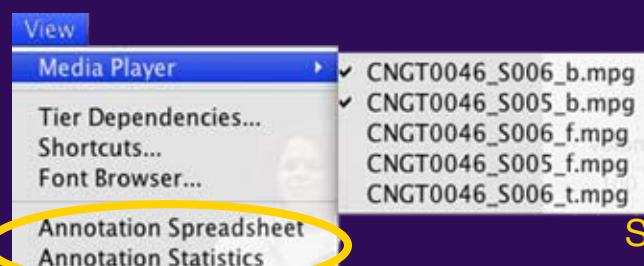 View
Media Player
Tier Dependencies...
Shortcuts...
Font Browser...
Annotation Spreadsheet
Annotation Statistics
✓ CNGT0046_S006_b.mpg
✓ CNGT0046_S005_b.mpg
CNGT0046_S006_f.mpg
CNGT0046_S005_f.mpg
CNGT0046_S006_t.mpg
S